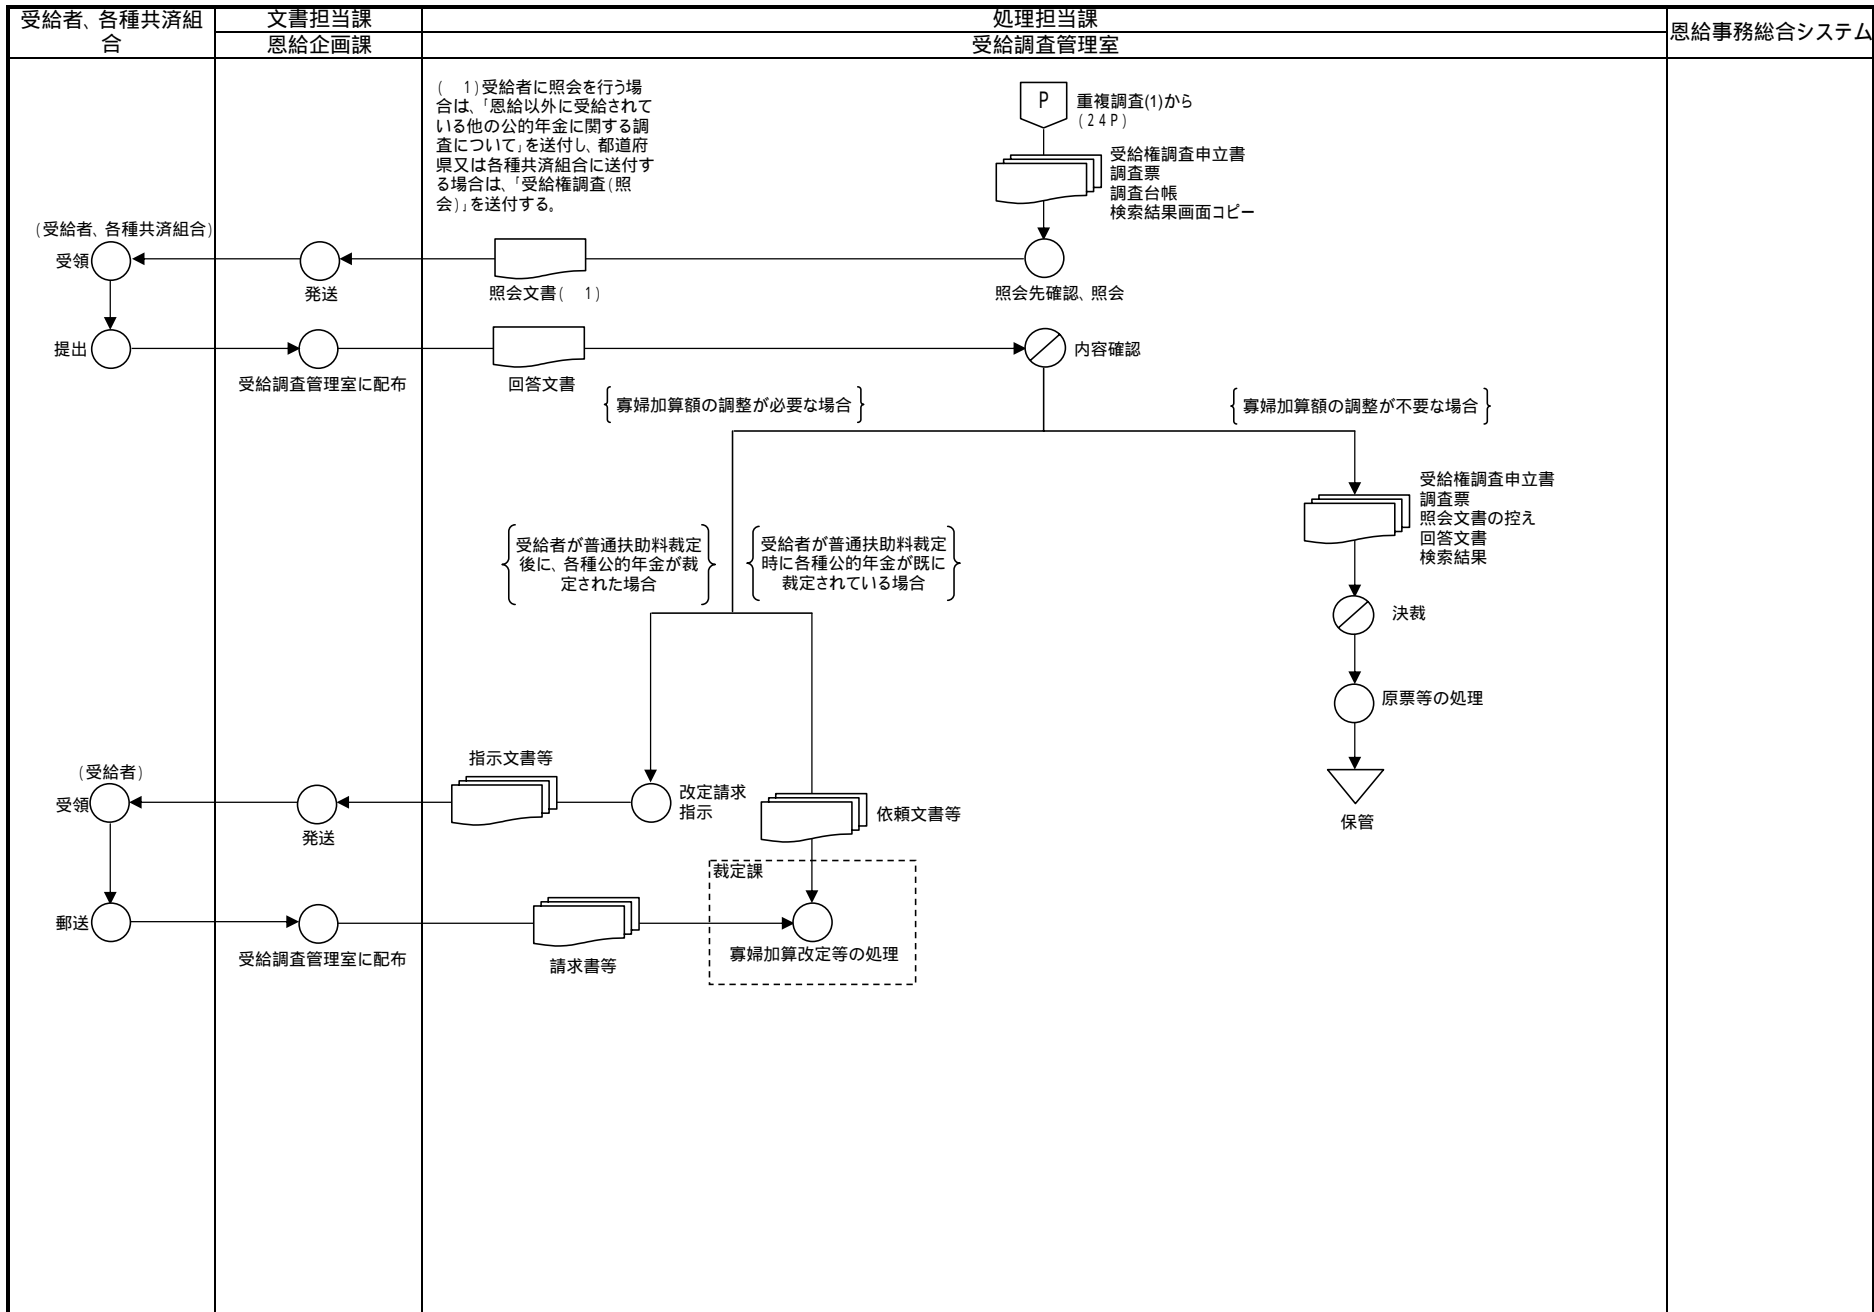 受給者、各種共済組
合
文書担当課
恩給企画課
処理担当課
受給調査管理室
恩給事務総合システム
(　1)受給者に照会を行う場
合は、「恩給以外に受給されて
いる他の公的年金に関する調
査について」を送付し、都道府
県又は各種共済組合に送付す
る場合は、「受給権調査(照
会)」を送付する。
P
重複調査(1)から
(24P)
受給権調査申立書
調査票
調査台帳
検索結果画面コピー
(受給者、各種共済組合)
受領
発送
照会文書(　1)
照会先確認、照会
提出
受給調査管理室に配布
回答文書
内容確認
寡婦加算額の調整が必要な場合
寡婦加算額の調整が不要な場合
受給権調査申立書
調査票
照会文書の控え
回答文書
検索結果
受給者が普通扶助料裁定
後に、各種公的年金が裁
定された場合
受給者が普通扶助料裁定
時に各種公的年金が既に
裁定されている場合
決裁
原票等の処理
保管
(受給者)
受領
発送
指示文書等
改定請求
指示
依頼文書等
裁定課
郵送
受給調査管理室に配布
請求書等
寡婦加算改定等の処理